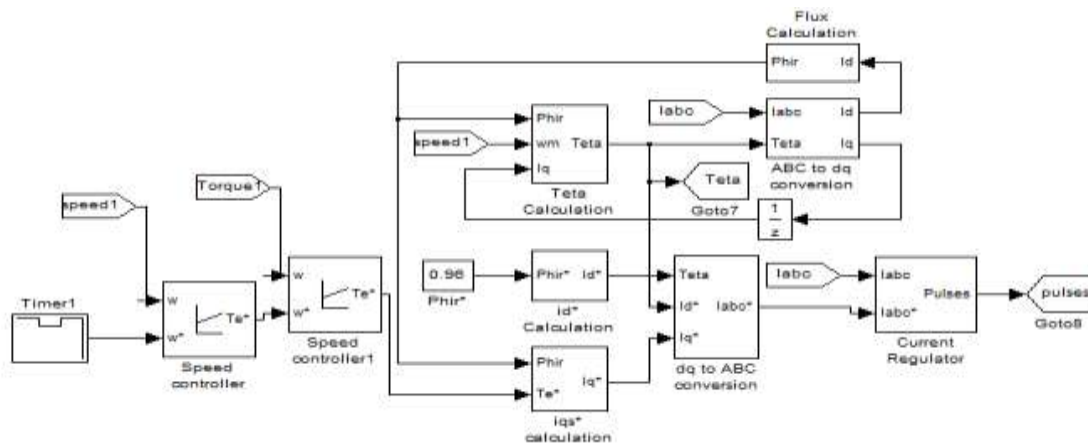 Flux
Calculation
Phir Id
Iabc
Iabc Id
Teta Iq
ABC to dq
conversion
Phir
wm Teta
Iq
Teta
Calculation
speed1
Teta
Goto7
1
z
Torque1
speed1
w
w* Te*
Speed
controller1
Timer1
w
w* Te*
Speed
controller
0.96
Phir*
Phir* Id*
id*
Calculation
Phir
Te* Iq*
iqs*
calculation
Teta
Id* Iabc*
Iq*
dq to ABC
conversion
Iabc
Iabc
Pulses
Iabc*
Current
Regulator
pulses
Goto8